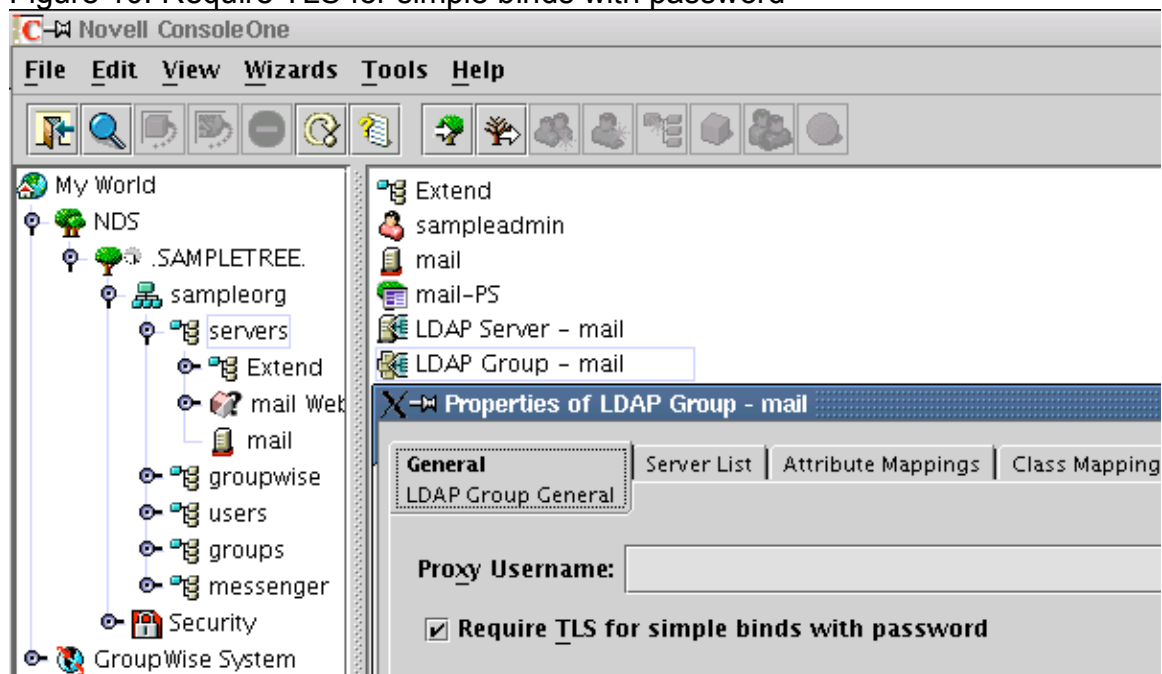 Figure 10: Require TLS for simple binds with password
Novell ConsoleOne
File Edit View Wizards Tools Help
My World
NDS
.SAMPLETREE.
sampleorg
servers
Extend
mail Web
mail
groupwise
users
groups
messenger
Security
GroupWise System
Extend
sampleadmin
mail
mail-PS
LDAP Server - mail
LDAP Group - mail
Properties of LDAP Group - mail
General
LDAP Group General
Server List
Attribute Mappings
Class Mapping
Proxy Username:
Require TLS for simple binds with password